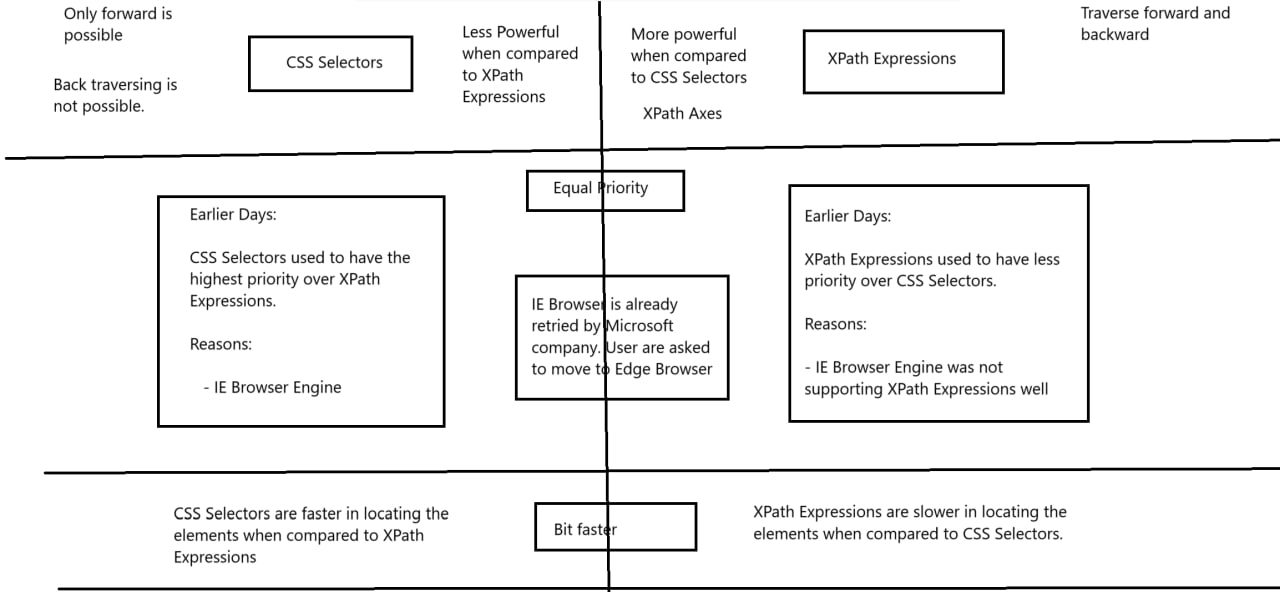 Only forward is
possible
Back traversing is
not possible.
CSS Selectors
Less Powerful
when compared
to XPath
Expressions
More powerful
when compared
to CSS Selectors
XPath Axes
XPath Expressions
Traverse forward and
backward
Equal Priority
Earlier Days:
CSS Selectors used to have the
highest priority over XPath
Expressions.
Reasons:
- IE Browser Engine
IE Browser is already
retried by Microsoft
company. User are asked
to move to Edge Browser
Earlier Days:
XPath Expressions used to have less
priority over CSS Selectors.
Reasons:
- IE Browser Engine was not
supporting XPath Expressions well
CSS Selectors are faster in locating the
elements when compared to XPath
Expressions
Bit faster
XPath Expressions are slower in locating the
elements when compared to CSS Selectors.